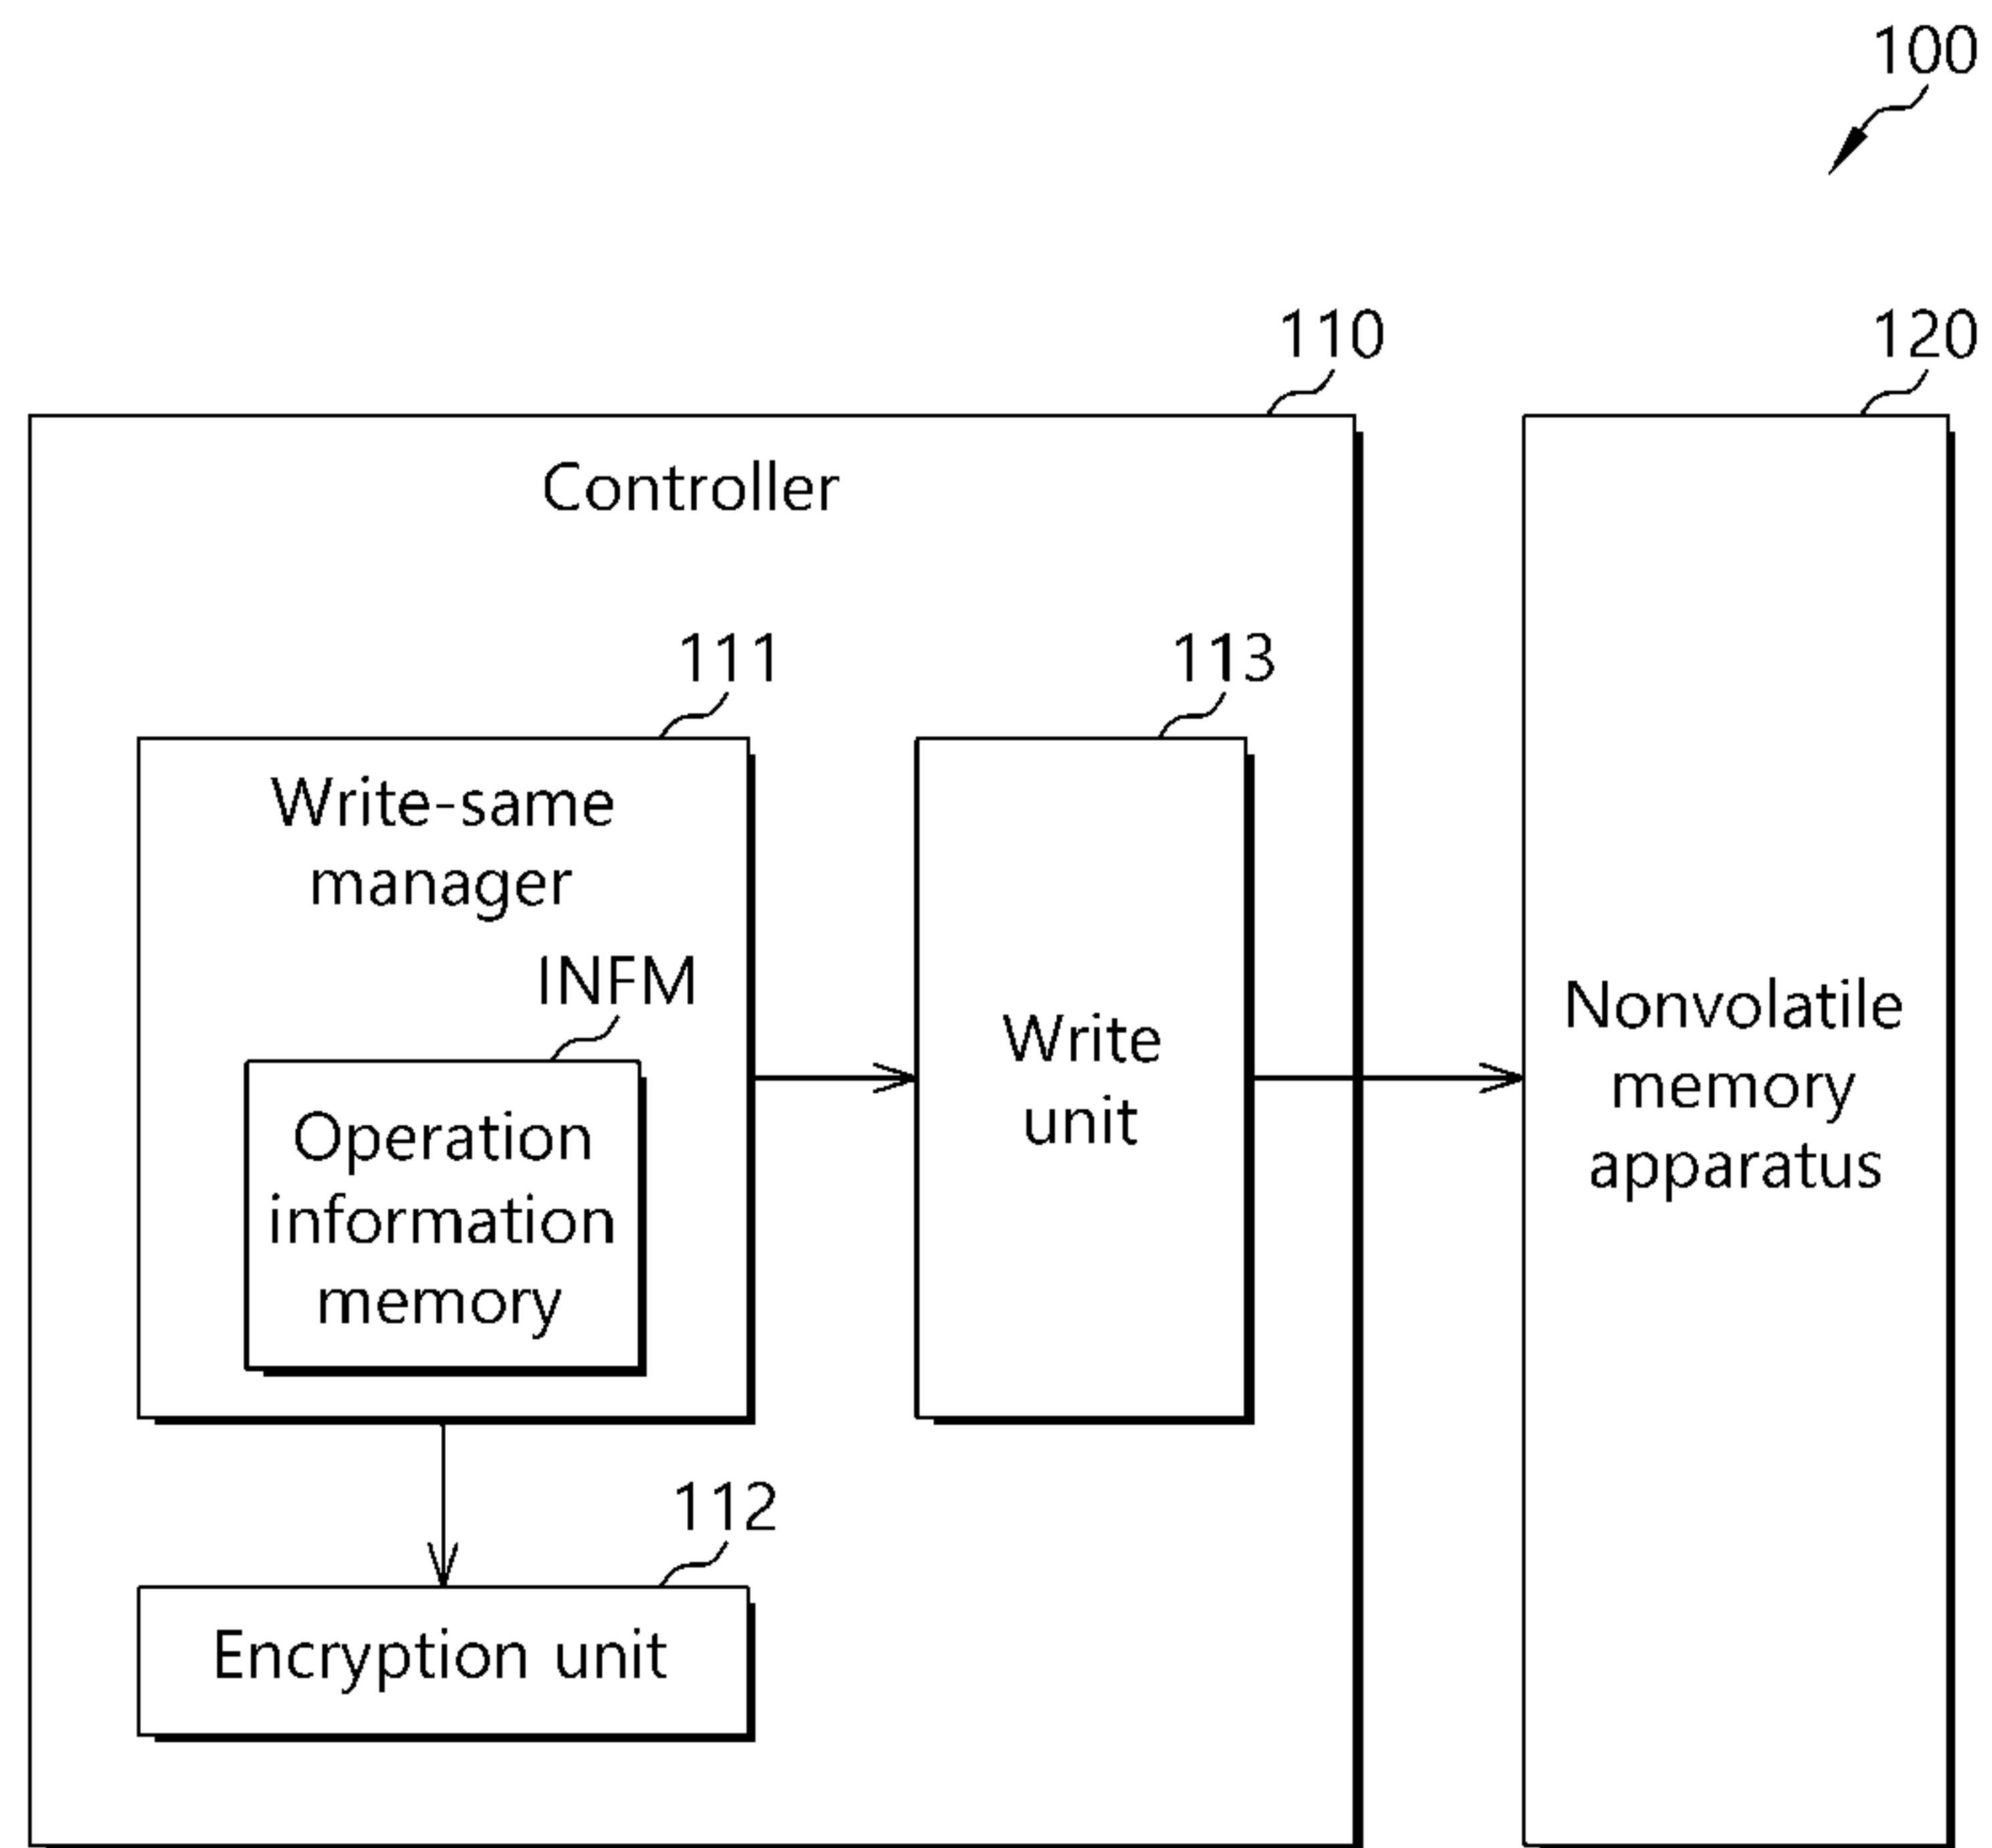 100
110
120
Controller
111
113
Write-same
manager
INFM
Operation
information
memory
Write
unit
Nonvolatile
memory
apparatus
112
Encryption unit